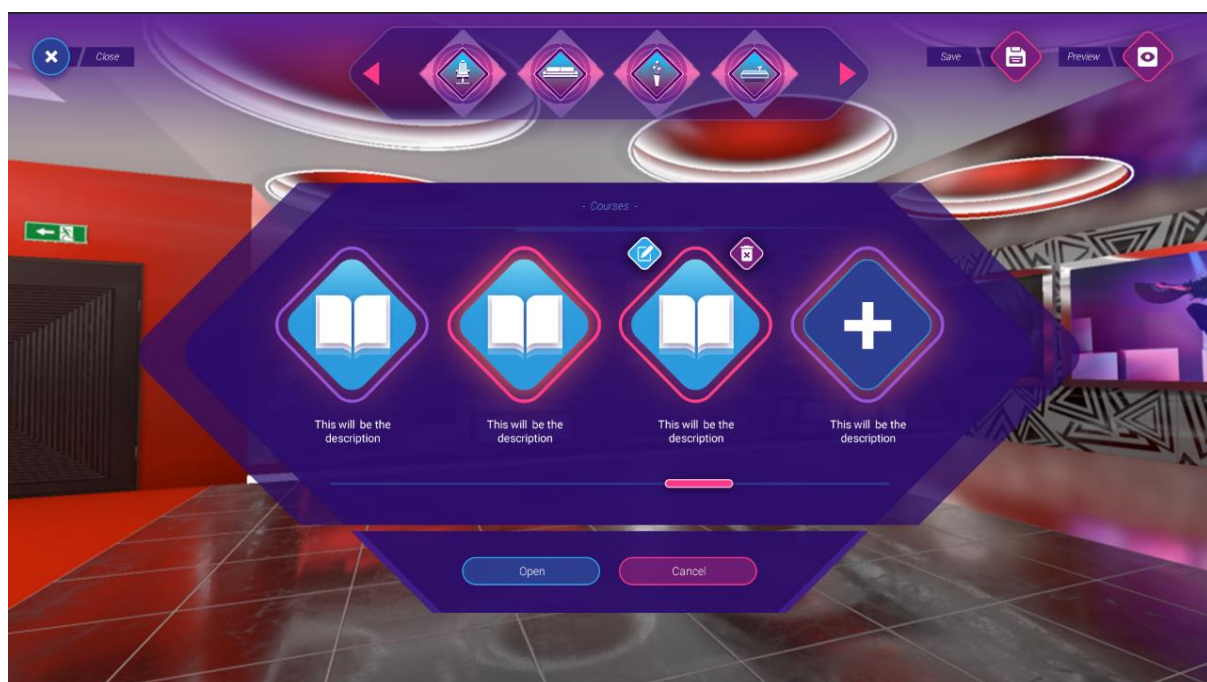 Close
Save
Preview
- Courses -
This will be the
description
This will be the
description
This will be the
description
This will be the
description
Open
Cancel